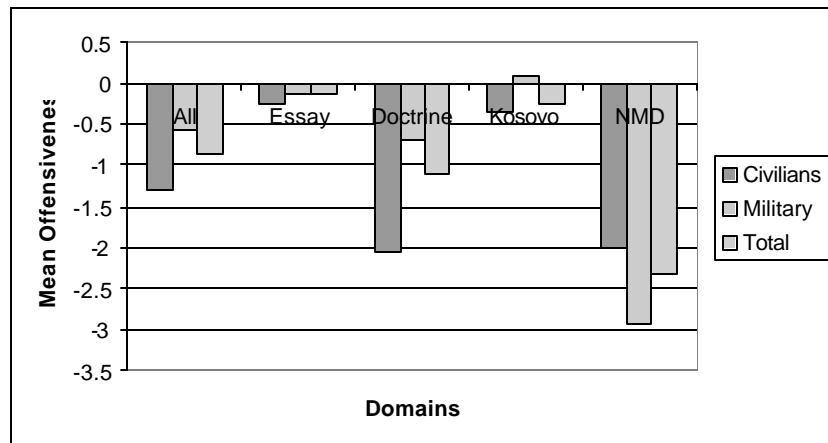 0.5
0
-0.5
-1
-1.5
-2
-2.5
-3
-3.5
Mean Offensivenes
All
Essay
Doctrine
Kosovo
NMD
Civilians
Military
Total
Domains